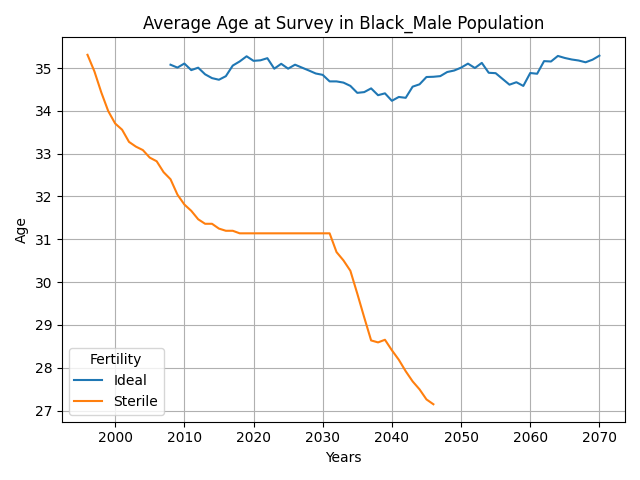 Average Age at Survey in Black_Male Population
Age
35
34
33
32
31
30
29
28
27
Fertility
Ideal
Sterile
2000 2010 2020 2030 2040 2050 2060 2070
Years